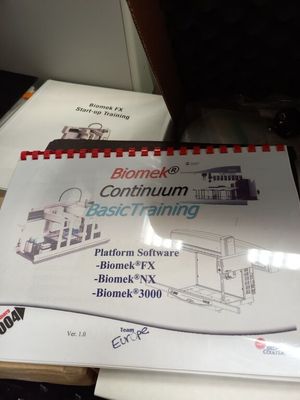 Biomek FX
Start-up Training
Biomek®
Continuum
BasicTraining
Platform Software
-Biomek®FX
-Biomek®NX
-Biomek®3000
Ver. 1.0
Team
Europe
COULTER